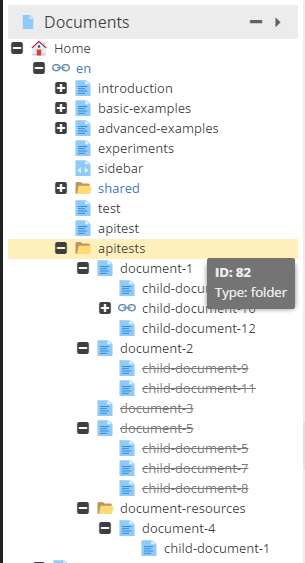 Documents
Home
en
introduction
basic-examples
advanced-examples
experiments
sidebar
shared
test
apitest
apitests
document-1
ID: 82
child-docu
Type: folder
child-document-10
child-document-12
document-2
child-document-9
child-document-11
document-3
document-5
child-document-5
child-document-7
child-document-8
document-resources
document-4
child-document-1